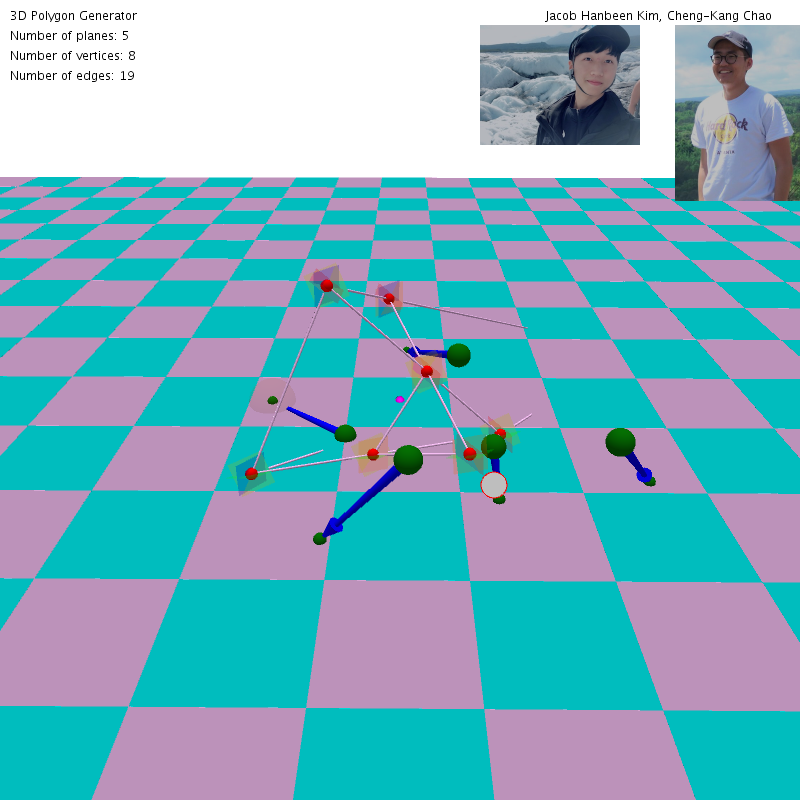 3D Polygon Generator
Jacob Hanbeen Kim, Cheng-Kang Chao
Number of planes: 5
Number of vertices: 8
Number of edges: 19